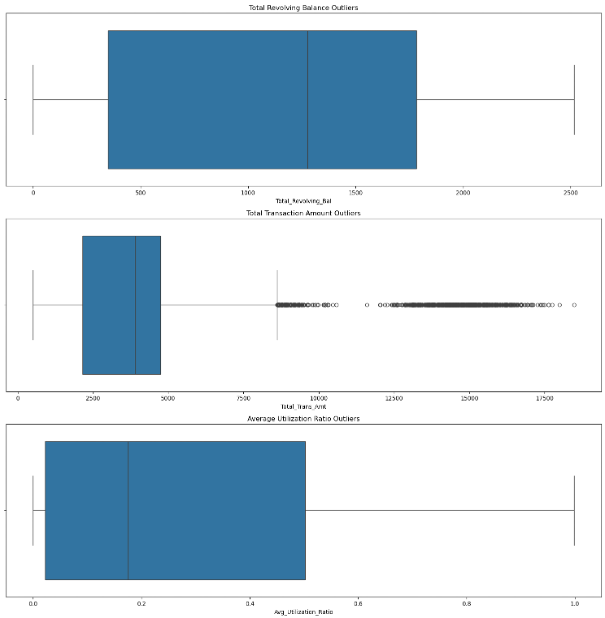 Total Revolving Balance Outliers
0 500 1000 1500 2000 2500
Total_Revolving_Bal
Total Transaction Amount Outliers
0 2500 5000 7500 10000 12500 15000 17500
Total_Trans_Amt
Average Utilization Ratio Outliers
0.0 0.2 0.4 0.6 0.8 1.0
Avg_Utilization_Ratio